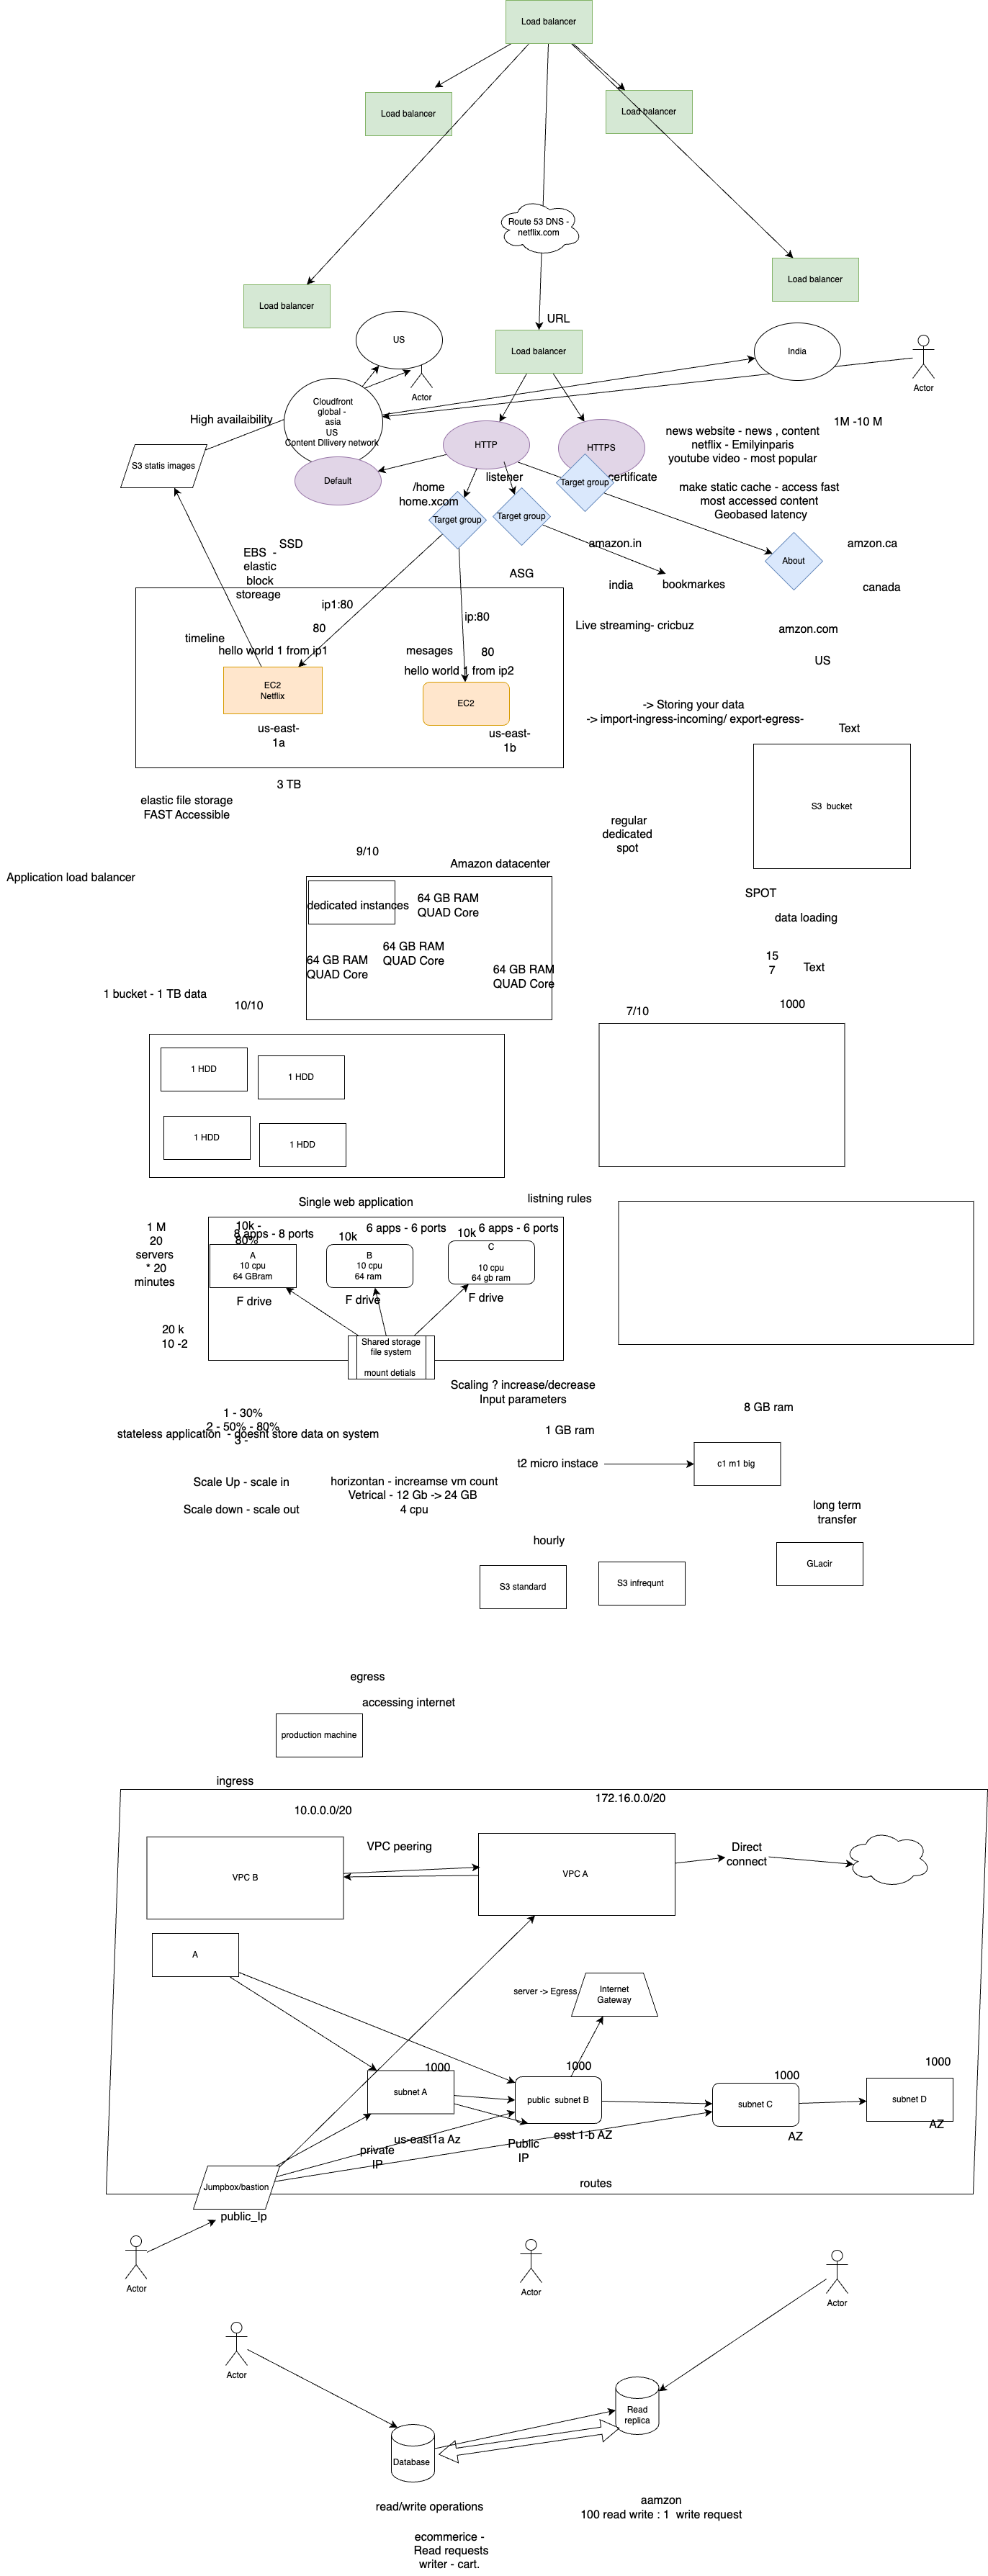 Load balancer
Load balancer
Load balancer
Route 53 DNS -
netflix.com
Load balancer
Load balancer
URL
US
Load balancer
India
Actor
Actor
Cloudfront
global -
asia
US
Content Dllivery network
High availaibility
1M -10 M
news website - news , content
netflix - Emilyinparis
youtube video - most popular
HTTP
HTTPS
S3 statis images
Default
listener
certificate
Target group
/home
home.xcom
make static cache - access fast
most accessed content
Geobased latency
Target group
Target group
SSD
amazon.in
amzon.ca
EBS -
elastic
block
storeage
About
ASG
india
bookmarkes
canada
ip1:80
ip:80
80
Live streaming- cricbuz
amzon.com
timeline
hello world 1 from ip1
mesages
80
US
hello world 1 from ip2
EC2
Netflix
EC2
-> Storing your data
-> import-ingress-incoming/ export-egress-
us-east-
1a
us-east-
1b
Text
3 TB
elastic file storage
FAST Accessible
S3 bucket
regular
dedicated
spot
9/10
Amazon datacenter
Application load balancer
SPOT
dedicated instances
64 GB RAM
QUAD Core
data loading
64 GB RAM
QUAD Core
64 GB RAM
QUAD Core
64 GB RAM
QUAD Core
15
7
Text
1 bucket - 1 TB data
10/10
7/10
1000
1 HDD
1 HDD
1 HDD
1 HDD
Single web application
listning rules
1 M
20
servers
* 20
minutes
10k -
80%
8 apps - 8 ports
10k
6 apps - 6 ports
10k
6 apps - 6 ports
A
10 cpu
64 GBram
B
10 cpu
64 ram
C
10 cpu
64 gb ram
F drive
F drive
F drive
20 k
10 -2
Shared storage
file system
mount detials
Scaling ? increase/decrease
Input parameters
8 GB ram
1 - 30%
2 - 50% - 80%
3 -
stateless application - doesnt store data on system
1 GB ram
t2 micro instace
c1 m1 big
Scale Up - scale in
Scale down - scale out
horizontan - increamse vm count
Vetrical - 12 Gb -> 24 GB
4 cpu
long term
transfer
hourly
S3 standard
S3 infrequnt
GLacir
egress
accessing internet
production machine
ingress
10.0.0.0/20
172.16.0.0/20
VPC peering
Direct
connect
VPC B
VPC A
A
server -> Egress
Internet
Gateway
1000
1000
1000
1000
subnet A
public subnet B
subnet C
subnet D
AZ
us-east1a Az
esst 1-b AZ
AZ
private
IP
Public
IP
routes
Jumpbox/bastion
public_Ip
Actor
Actor
Actor
Actor
Read
replica
Database
read/write operations
aamzon
100 read write : 1 write request
ecommerice -
Read requests
writer - cart.